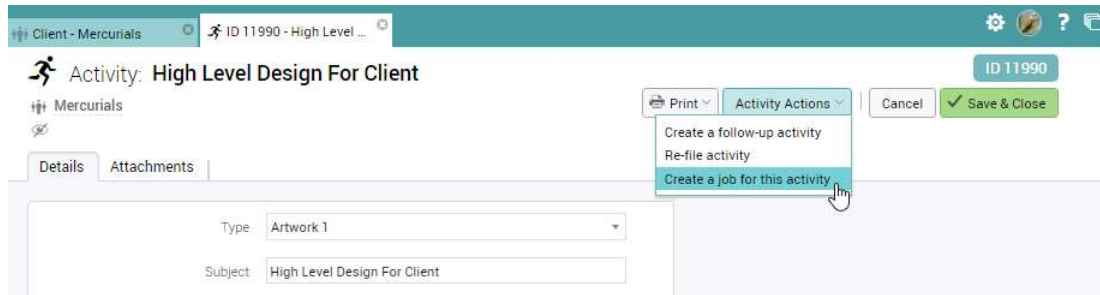 Client - Mercurials
ID 11990 - High Level ...
?
Activity: High Level Design For Client
ID 11990
Mercurials
Print
Activity Actions
Cancel
Save & Close
Create a follow-up activity
Re-file activity
Create a job for this activity
Details
Attachments
Type
Artwork 1
Subject
High Level Design For Client